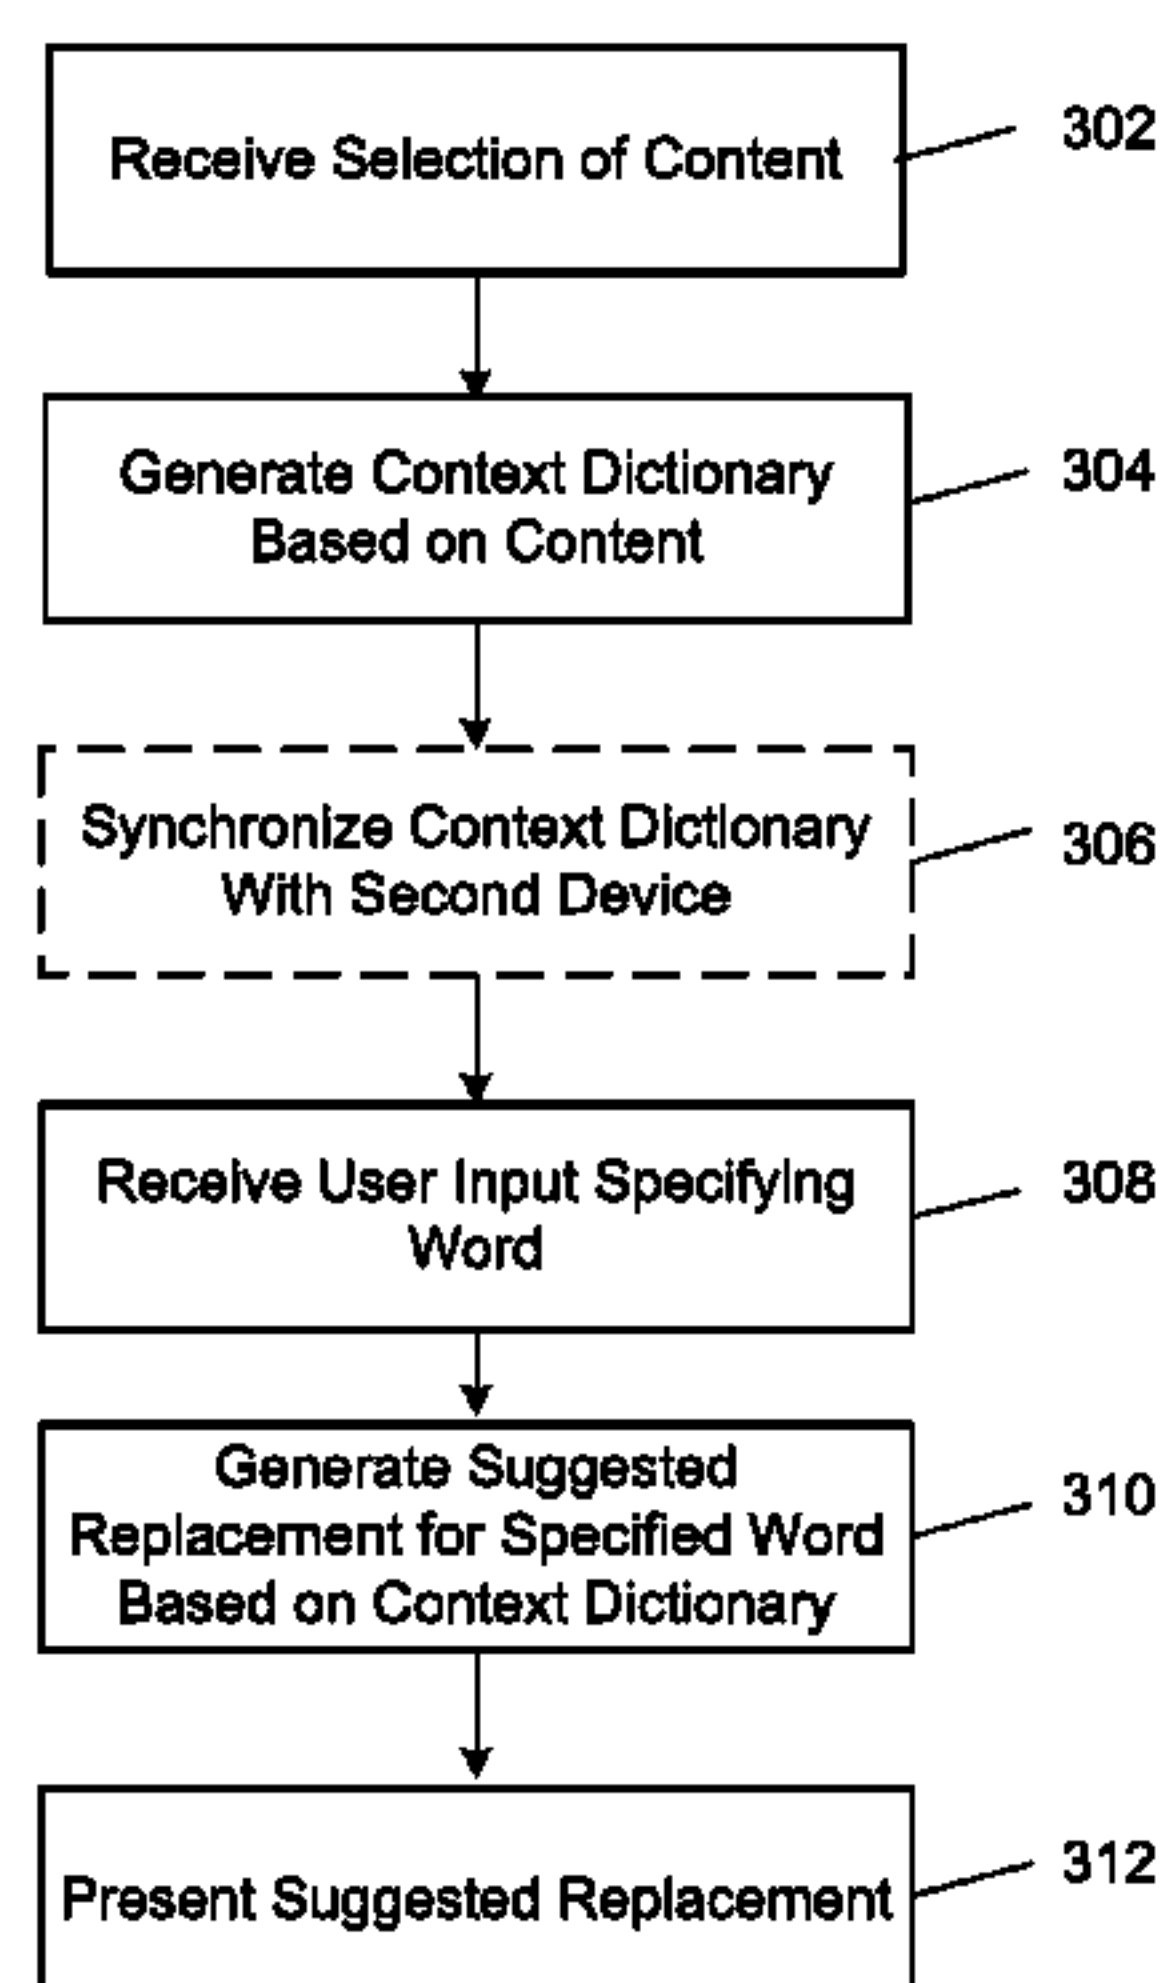 Receive Selection of Content
302
Generate Context Dictionary
Based on Content
304
Synchronize Context Dictionary
With Second Device
306
Receive User Input Specifying
Word
308
Generate Suggested
Replacement for Specified Word
Based on Context Dictionary
310
Present Suggested Replacement
312